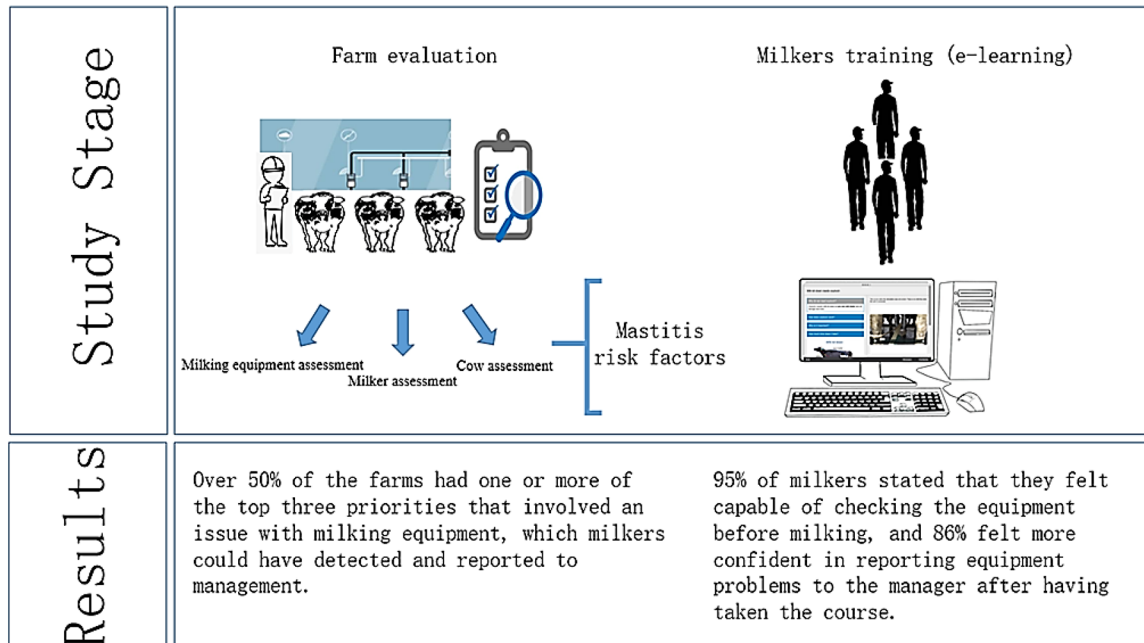 Study Stage
Farm evaluation
Milking equipment assessment
Milker assessment
Cow assessment
Mastitis
risk factors
Milkers training (e-learning)
Results
Over 50% of the farms had one or more of
the top three priorities that involved an
issue with milking equipment, which milkers
could have detected and reported to
management.
95% of milkers stated that they felt
capable of checking the equipment
before milking, and 86% felt more
confident in reporting equipment
problems to the manager after having
taken the course.